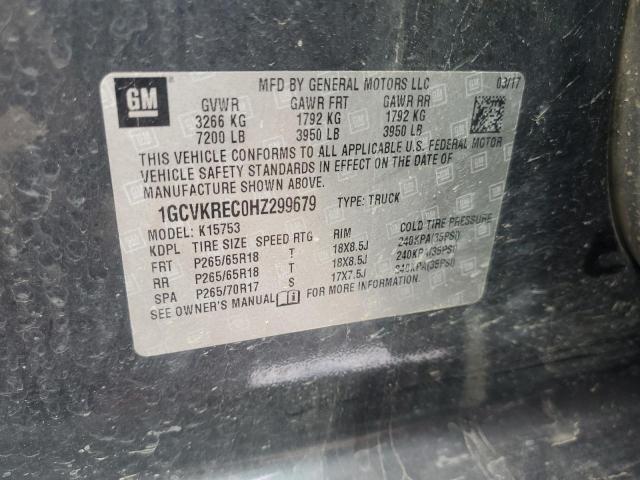 GM
MFD BY GENERAL MOTORS LLC 03/17
GVWR GAWR FRT GAWR RR
3266 KG 1792 KG 1792 KG
7200 LB 3950 LB 3950 LB
THIS VEHICLE CONFORMS TO ALL APPLICABLE U.S. FEDERAL MOTOR
VEHICLE SAFETY STANDARDS IN EFFECT ON THE DATE OF
MANUFACTURE SHOWN ABOVE.
1GCVKREC0HZ299679 TYPE: TRUCK
MODEL: K15753
KDPL TIRE SIZE SPEED RTG RIM COLD TIRE PRESSURE
FRT P265/65R18 T 18X8.5J 240KPA(35PSI)
RR P265/65R18 T 18X8.5J 240KPA(35PSI)
SPA P265/70R17 S 17X7.5J 240KPA(35PSI)
SEE OWNER'S MANUAL FOR MORE INFORMATION.